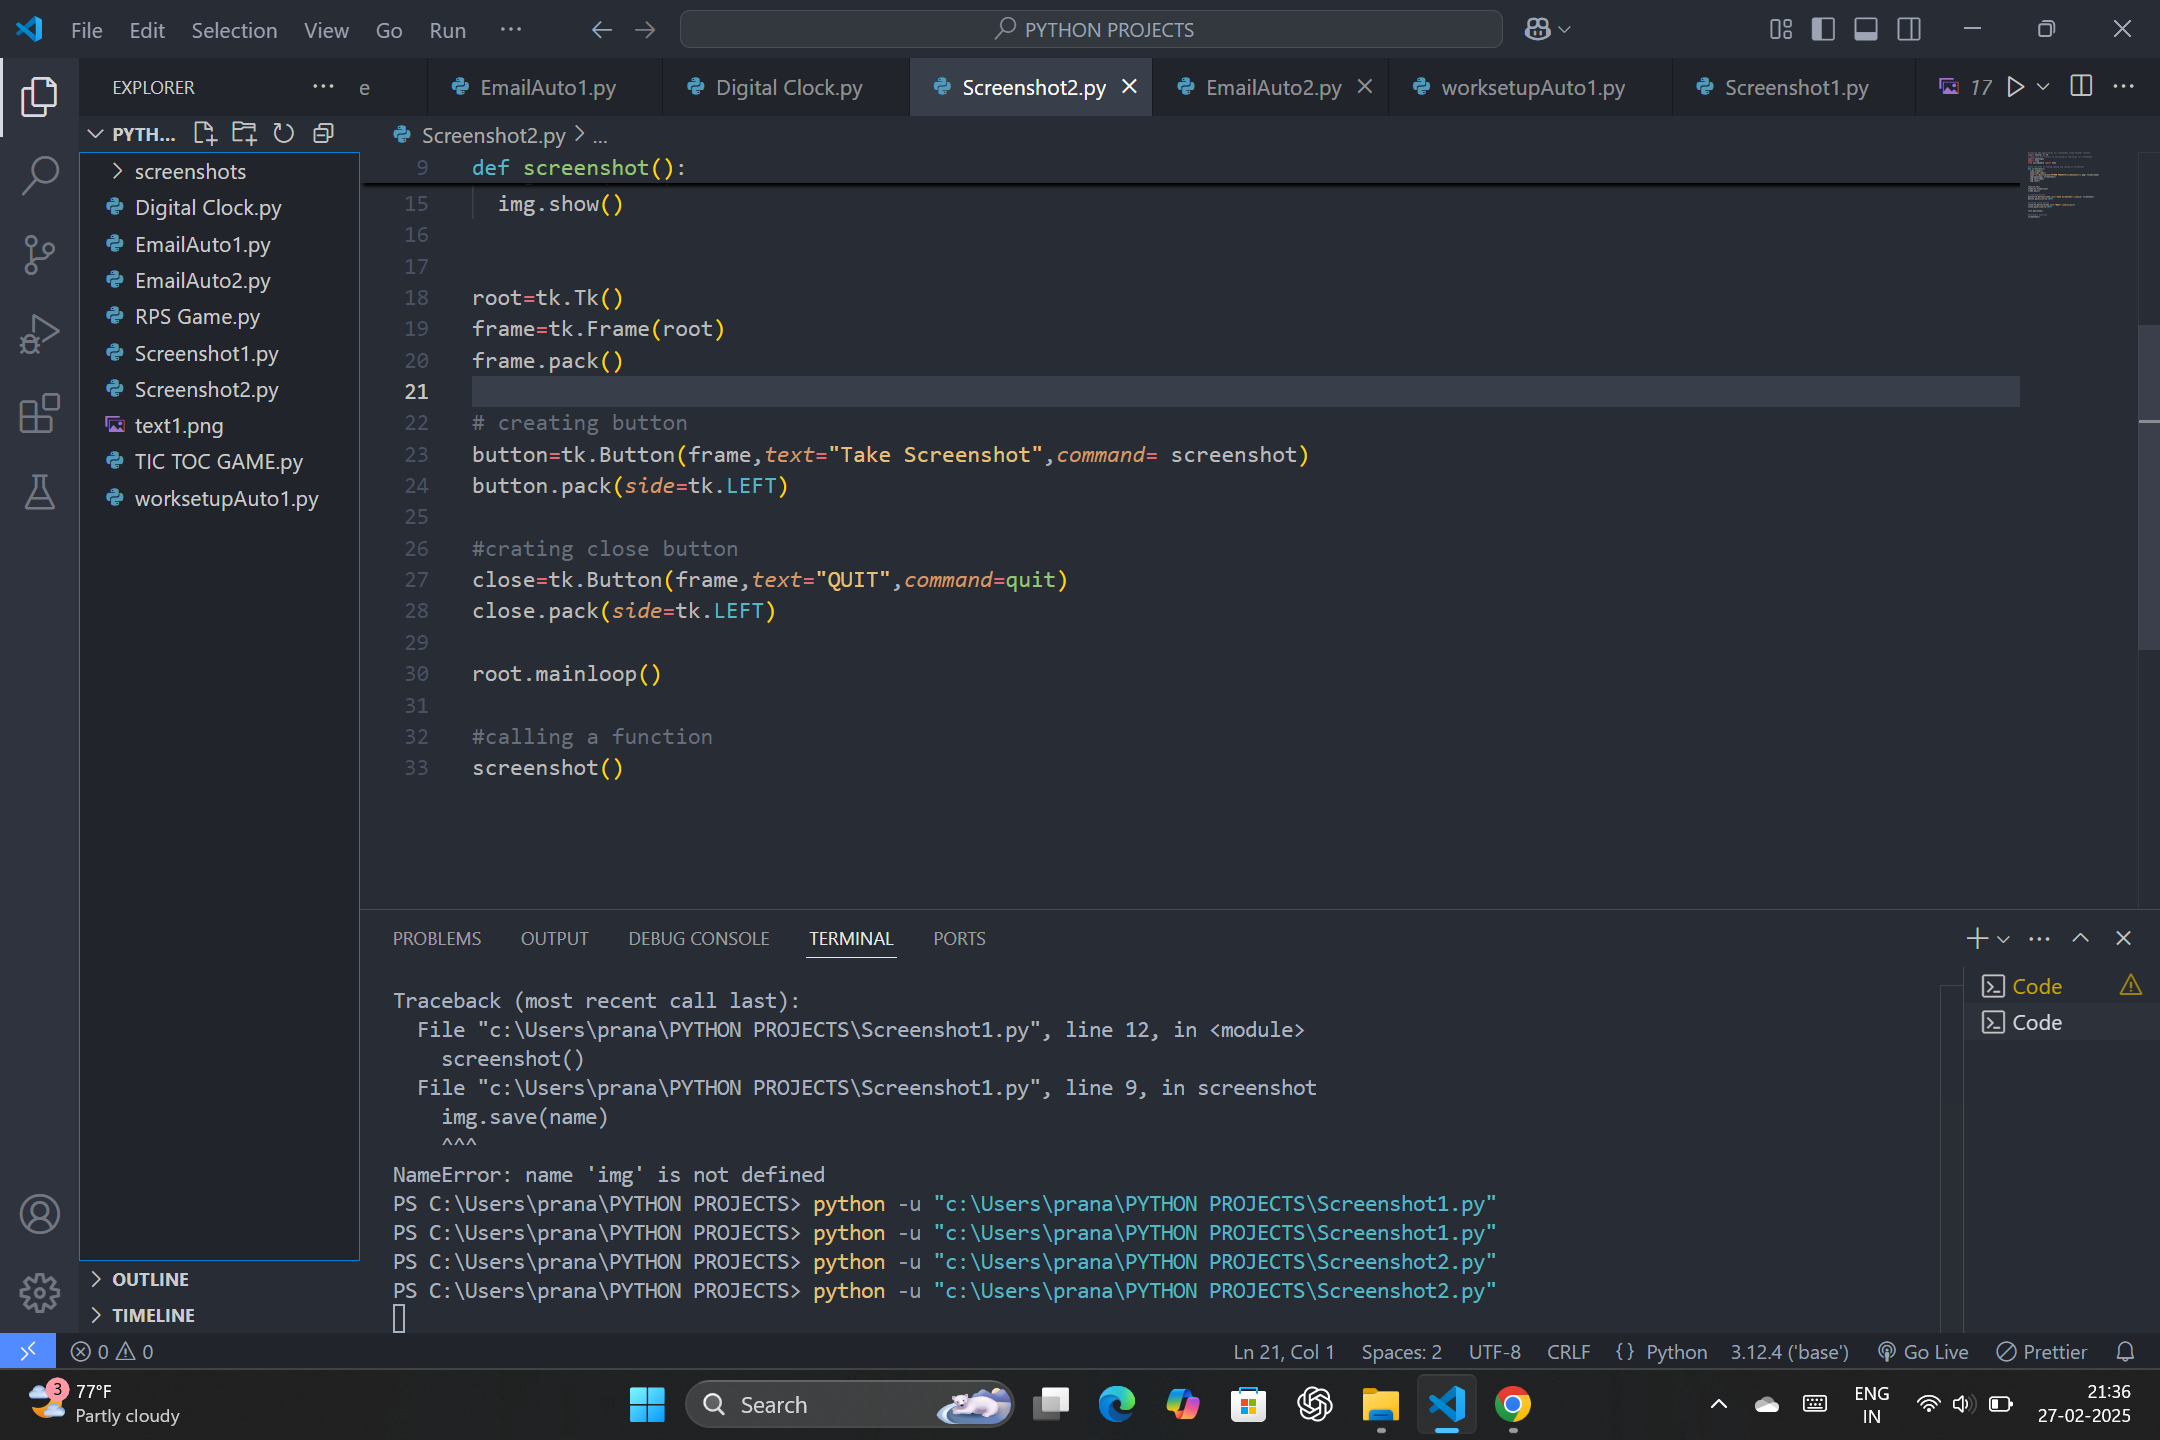 File Edit Selection View Go Run ···
PYTHON PROJECTS
EXPLORER ··· e
EmailAuto1.py
Digital Clock.py
Screenshot2.py
EmailAuto2.py
worksetupAuto1.py
Screenshot1.py
17
PYTH...
screenshots
Digital Clock.py
EmailAuto1.py
EmailAuto2.py
RPS Game.py
Screenshot1.py
Screenshot2.py
text1.png
TIC TOC GAME.py
worksetupAuto1.py
OUTLINE
TIMELINE
Screenshot2.py > ...
9 def screenshot():
15 img.show()
16
17
18 root=tk.Tk()
19 frame=tk.Frame(root)
20 frame.pack()
21
22 # creating button
23 button=tk.Button(frame,text="Take Screenshot",command= screenshot)
24 button.pack(side=tk.LEFT)
25
26 #crating close button
27 close=tk.Button(frame,text="QUIT",command=quit)
28 close.pack(side=tk.LEFT)
29
30 root.mainloop()
31
32 #calling a function
33 screenshot()
PROBLEMS OUTPUT DEBUG CONSOLE TERMINAL PORTS
Traceback (most recent call last):
File "c:\Users\prana\PYTHON PROJECTS\Screenshot1.py", line 12, in <module>
screenshot()
File "c:\Users\prana\PYTHON PROJECTS\Screenshot1.py", line 9, in screenshot
img.save(name)
^^^
NameError: name 'img' is not defined
PS C:\Users\prana\PYTHON PROJECTS> python -u "c:\Users\prana\PYTHON PROJECTS\Screenshot1.py"
PS C:\Users\prana\PYTHON PROJECTS> python -u "c:\Users\prana\PYTHON PROJECTS\Screenshot1.py"
PS C:\Users\prana\PYTHON PROJECTS> python -u "c:\Users\prana\PYTHON PROJECTS\Screenshot2.py"
PS C:\Users\prana\PYTHON PROJECTS> python -u "c:\Users\prana\PYTHON PROJECTS\Screenshot2.py"
Code
Code
0 0
Ln 21, Col 1 Spaces: 2 UTF-8 CRLF {} Python 3.12.4 ('base') Go Live Prettier
3
77°F
Partly cloudy
Search
ENG
IN
21:36
27-02-2025